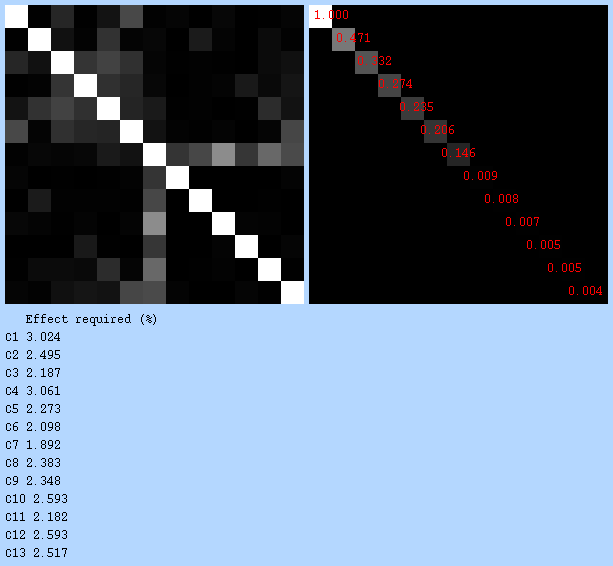 1.000
0.471
0.332
0.235
0.206
0.146
0.009
0.008
0.007
0.005
0.005
0.004
Effect required (%)
C1 3.024
C2 2.495
C3 2.187
C4 3.061
C5 2.273
C6 2.098
C7 1.892
C8 2.383
C9 2.348
C10 2.593
C11 2.182
C12 2.593
C13 2.517